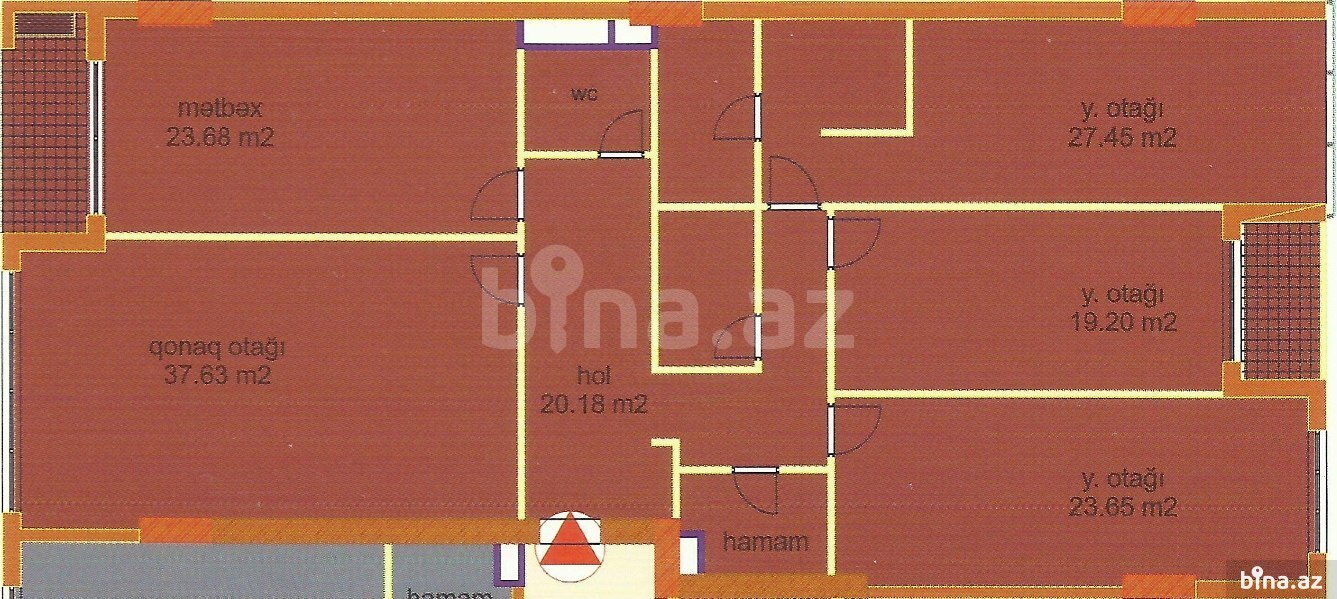 mətbəx
23.68 m2
wc
y. otağı
27.45 m2
y. otağı
19.20 m2
bina.az
qonaq otağı
37.63 m2
hol
20.18 m2
y. otağı
23.65 m2
hamam
hamam
bina.az